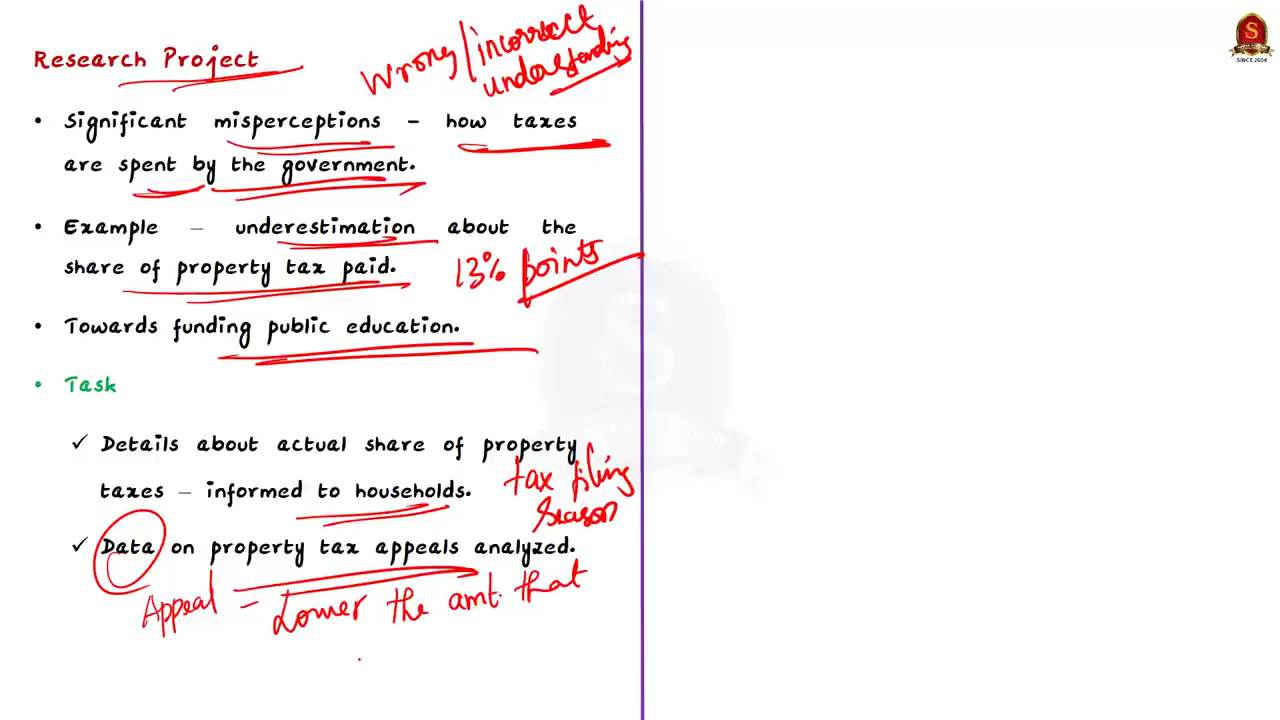 Research Project
Wrong/incorrect
understanding
• Significant misperceptions - how taxes
are spent by the government.
• Example – underestimation about the
share of property tax paid.
13% points
• Towards funding public education.
• Task
✓ Details about actual share of property
taxes – informed to households.
tax filing
season
✓ Data on property tax appeals analyzed.
Appeal - Lower the amt. that
S
SINCE 2004